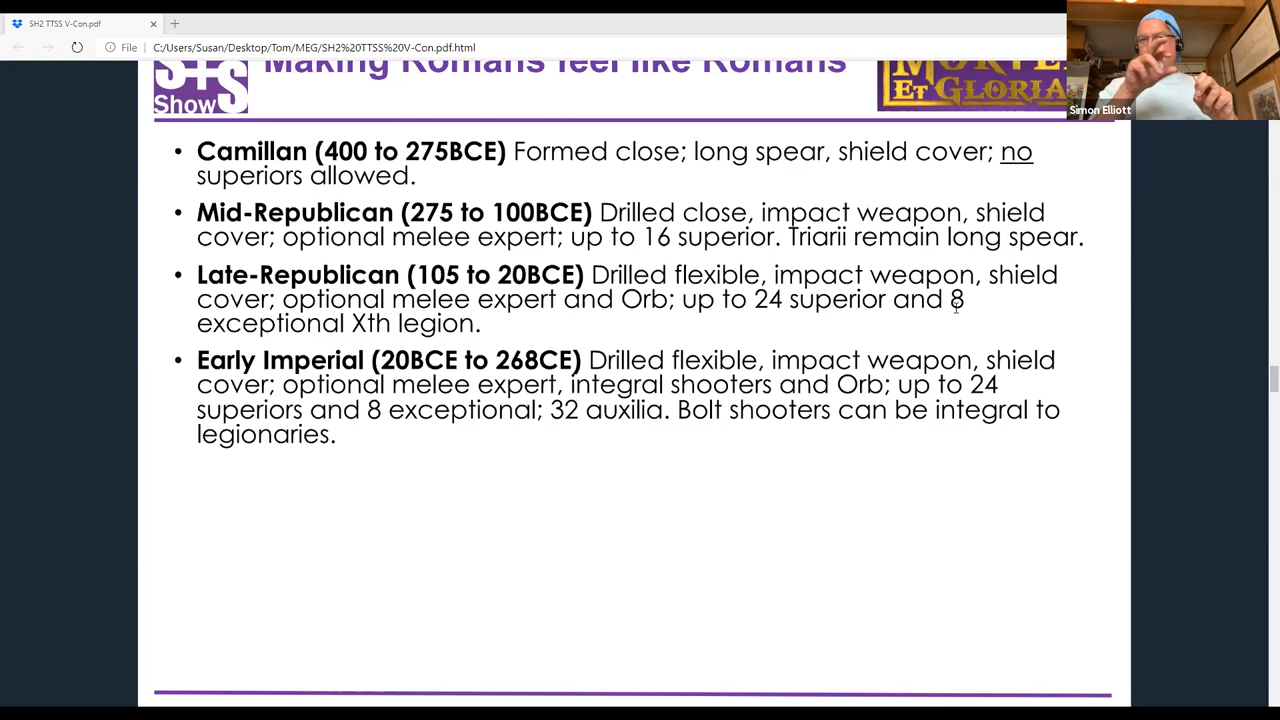 SH2 TTSS V-Con.pdf
File
C:/Users/Susan/Desktop/Tom/MEG/SH2%20TTSS%20V-Con.pdf.html
S+S
Show
Making Romans feel like Romans
MORTEM
ET GLORIAM
Simon Elliott
• Camillan (400 to 275BCE) Formed close; long spear, shield cover; no
superiors allowed.
• Mid-Republican (275 to 100BCE) Drilled close, impact weapon, shield
cover; optional melee expert; up to 16 superior. Triarii remain long spear.
• Late-Republican (105 to 20BCE) Drilled flexible, impact weapon, shield
cover; optional melee expert and Orb; up to 24 superior and 8
exceptional Xth legion.
• Early Imperial (20BCE to 268CE) Drilled flexible, impact weapon, shield
cover; optional melee expert, integral shooters and Orb; up to 24
superiors and 8 exceptional; 32 auxilia. Bolt shooters can be integral to
legionaries.